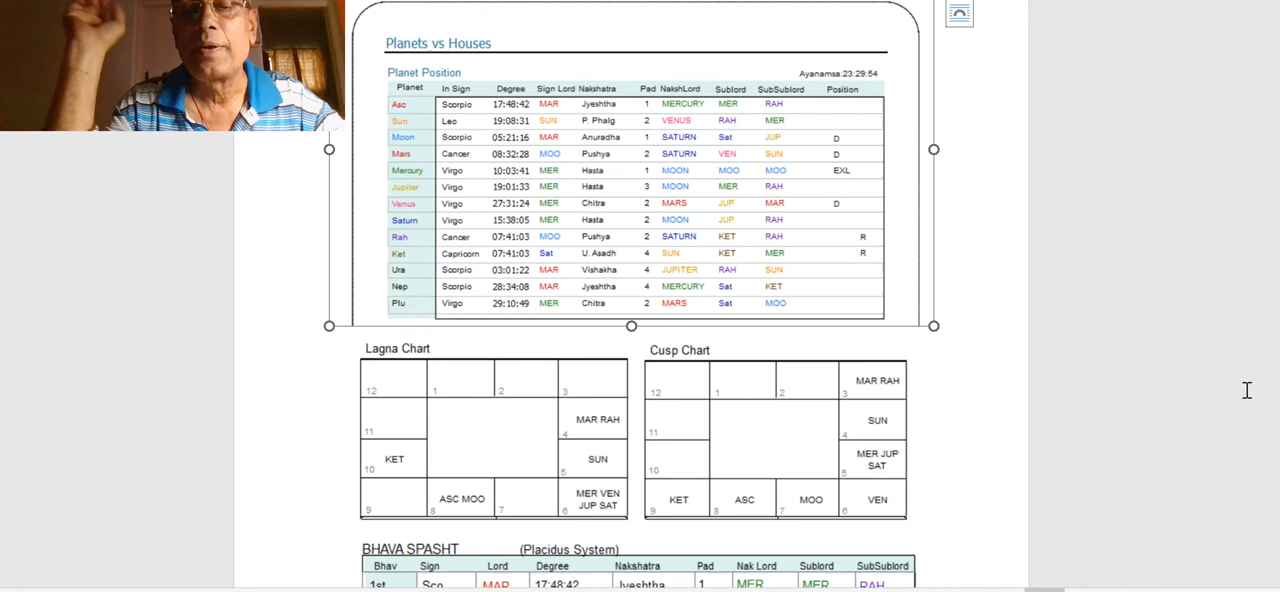 Planets vs Houses
Planet Position
Ayanamsa:23:29:54
Planet In Sign Degree Sign Lord Nakshatra Pad NakshLord Sublord SubSublord Position
Asc Scorpio 17:48:42 MAR Jyeshtha 1 MERCURY MER RAH
Sun Leo 19:08:31 SUN P. Phalg 2 VENUS RAH MER
Moon Scorpio 05:21:16 MAR Anuradha 1 SATURN Sat JUP D
Mars Cancer 08:32:28 MOO Pushya 2 SATURN VEN SUN D
Mercury Virgo 10:03:41 MER Hasta 1 MOON MOO MOO EXL
Jupiter Virgo 19:01:33 MER Hasta 3 MOON MER RAH
Venus Virgo 27:31:24 MER Chitra 2 MARS JUP MAR D
Saturn Virgo 15:38:05 MER Hasta 2 MOON JUP RAH
Rah Cancer 07:41:03 MOO Pushya 2 SATURN KET RAH R
Ket Capricorn 07:41:03 Sat U. Asadh 4 SUN KET MER R
Ura Scorpio 03:01:22 MAR Vishakha 4 JUPITER RAH SUN
Nep Scorpio 28:34:08 MAR Jyeshtha 4 MERCURY Sat KET
Plu Virgo 29:10:49 MER Chitra 2 MARS Sat MOO
Lagna Chart
12 1 2 3
11 MAR RAH 4
KET 10 SUN 5
9 ASC MOO 8 7 MER VEN JUP SAT 6
Cusp Chart
12 1 2 MAR RAH 3
11 SUN 4
10 MER JUP SAT 5
KET 9 ASC 8 MOO 7 VEN 6
BHAVA SPASHT (Placidus System)
Bhav Sign Lord Degree Nakshatra Pad Nak Lord Sublord SubSublord
1st Sco MAR 17:48:42 Jyeshtha 1 MER MER RAH